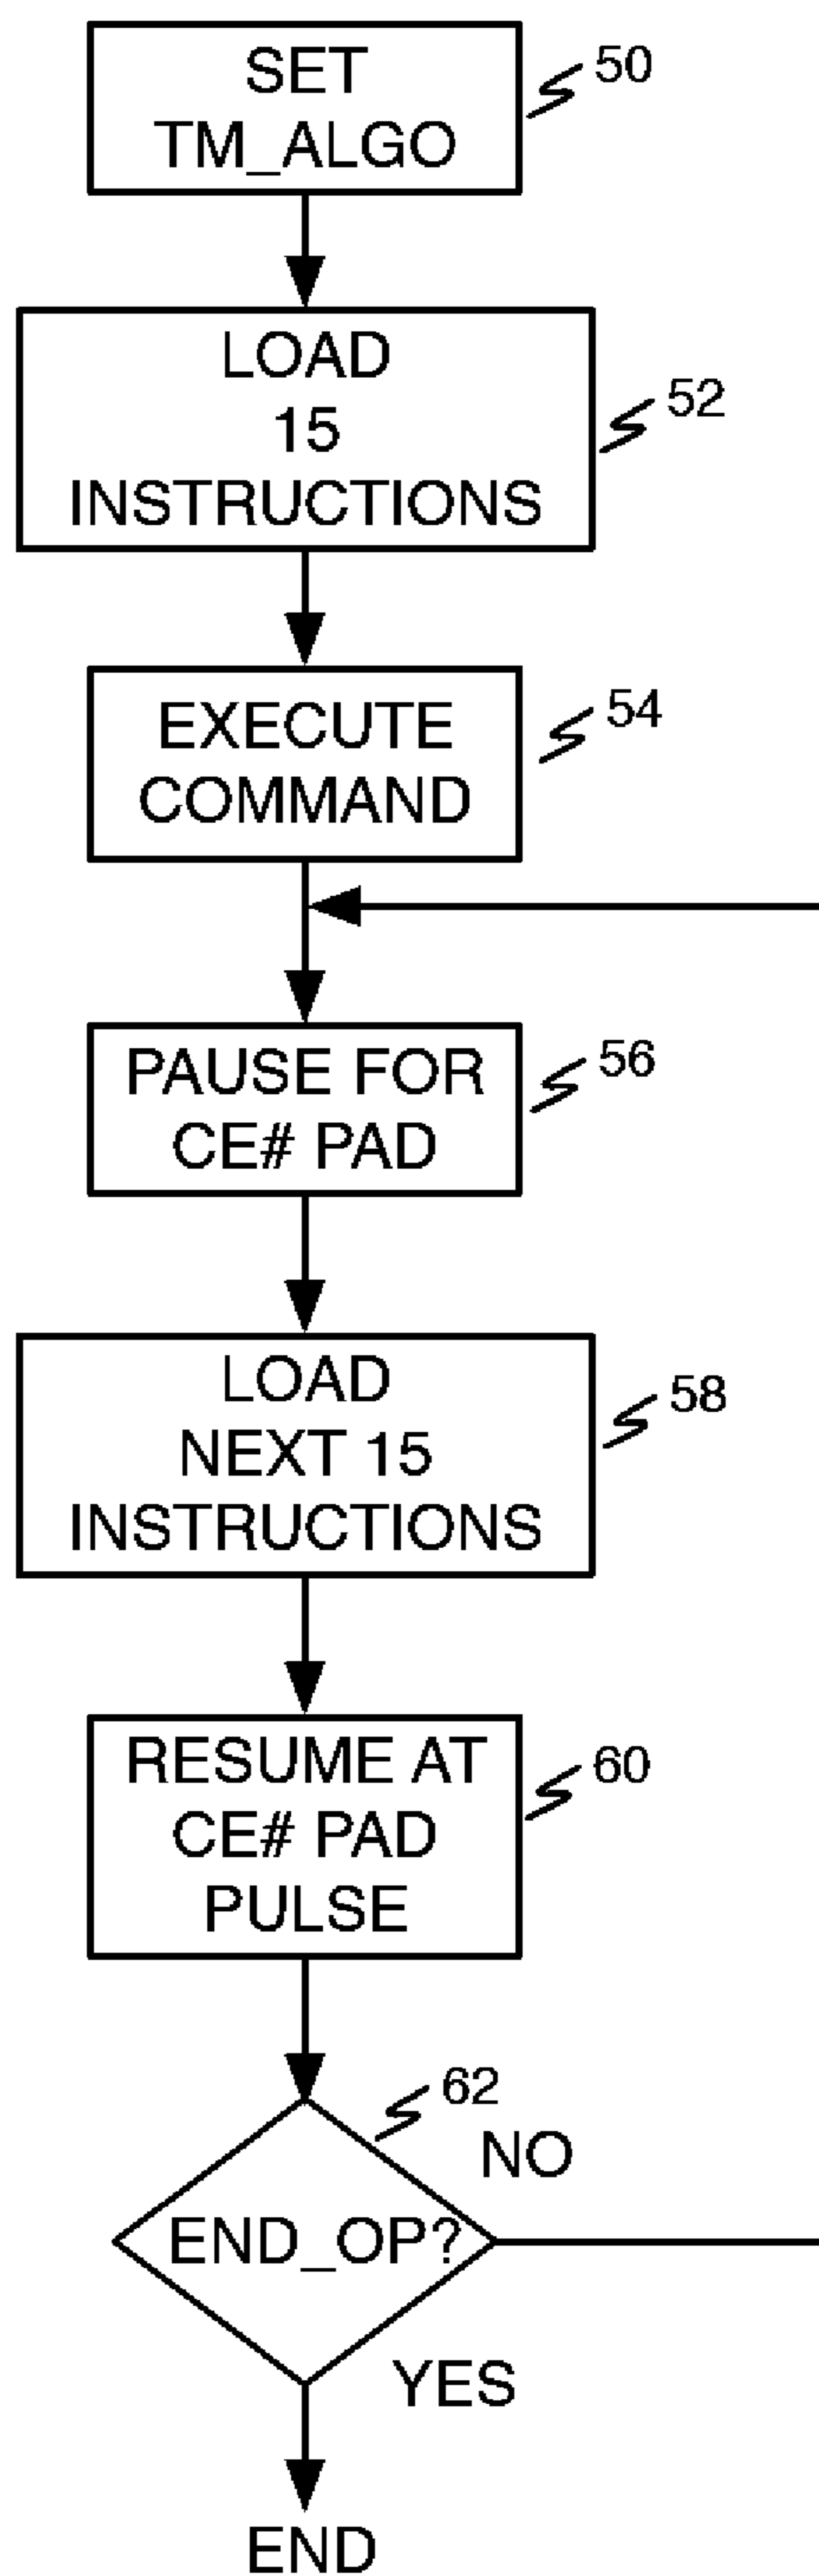 SET
TM_ALGO
50
LOAD
15
INSTRUCTIONS
52
EXECUTE
COMMAND
54
PAUSE FOR
CE# PAD
56
LOAD
NEXT 15
INSTRUCTIONS
58
RESUME AT
CE# PAD
PULSE
60
62
NO
END_OP?
YES
END